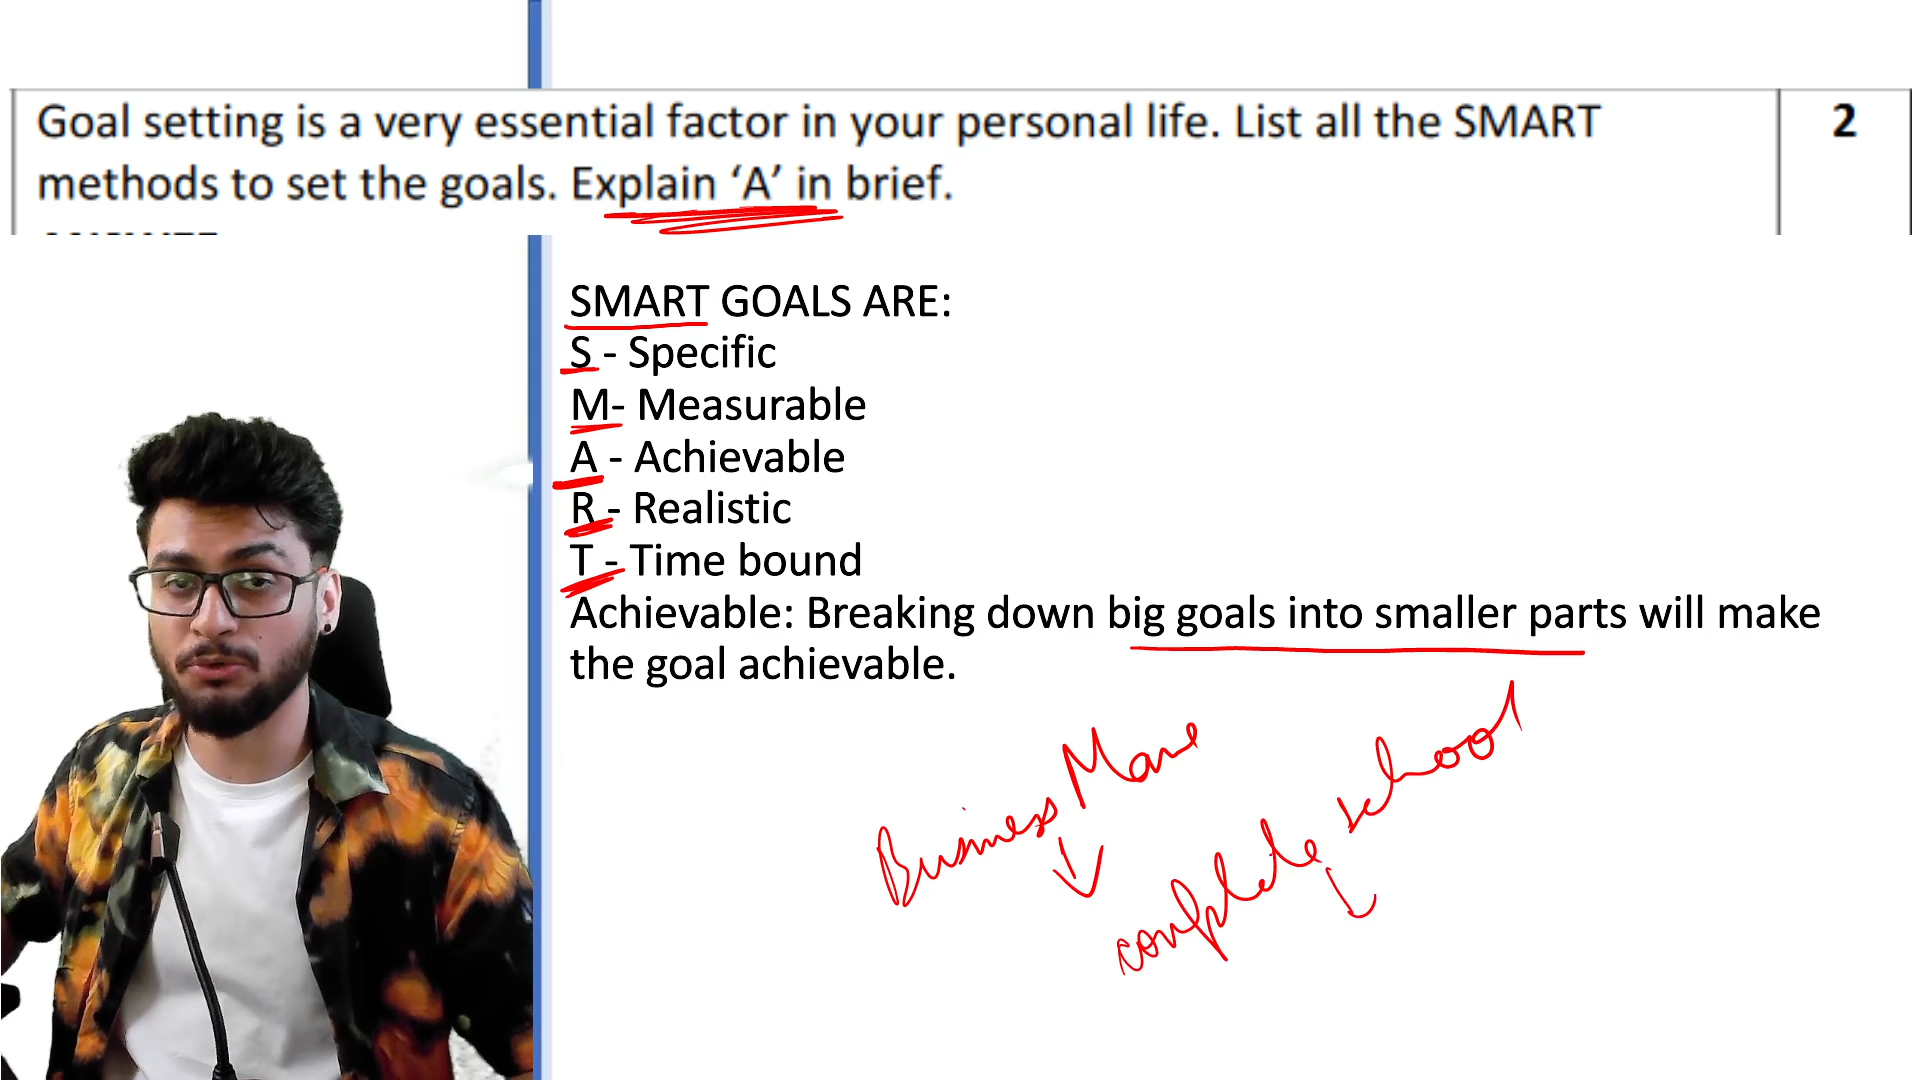 Goal setting is a very essential factor in your personal life. List all the SMART
2
methods to set the goals. Explain ‘A’ in brief.
SMART GOALS ARE:
S - Specific
M- Measurable
A - Achievable
R - Realistic
T - Time bound
Achievable: Breaking down big goals into smaller parts will make
the goal achievable.
Business Man
complete school